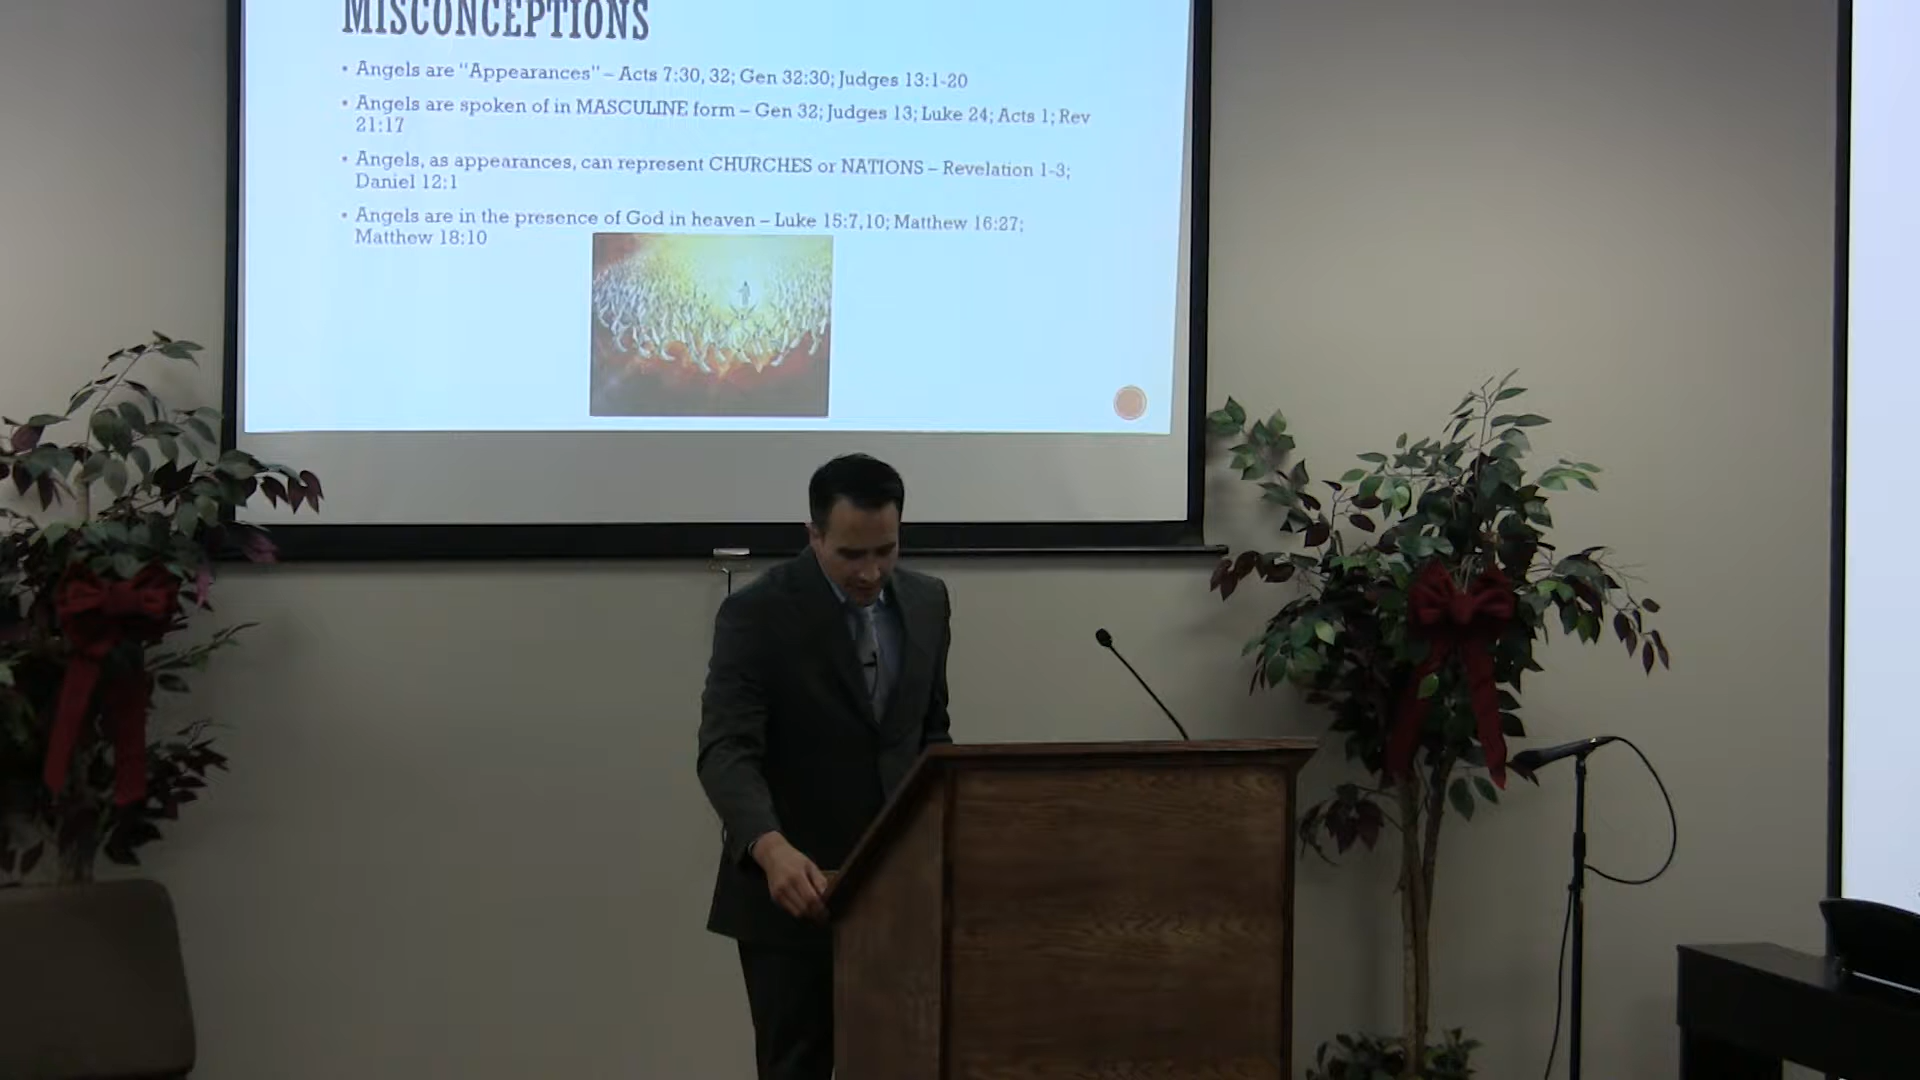 MISCONCEPTIONS
• Angels are “Appearances” – Acts 7:30, 32; Gen 32:30; Judges 13:1-20
• Angels are spoken of in MASCULINE form – Gen 32; Judges 13; Luke 24; Acts 1; Rev
21:17
• Angels, as appearances, can represent CHURCHES or NATIONS – Revelation 1-3;
Daniel 12:1
• Angels are in the presence of God in heaven – Luke 15:7,10; Matthew 16:27;
Matthew 18:10